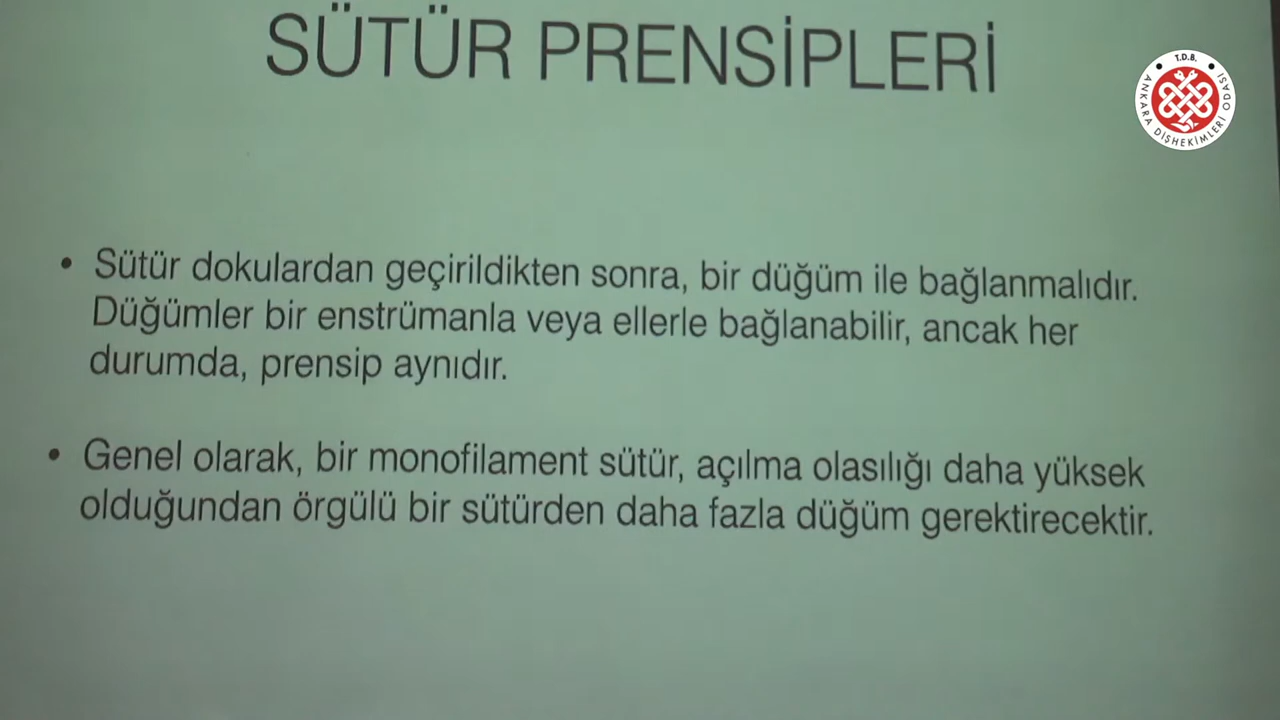 SÜTÜR PRENSİPLERİ
T.D.B.
ANKARA DİŞHEKİMLERİ ODASI
• Sütür dokulardan geçirildikten sonra, bir düğüm ile bağlanmalıdır.
Düğümler bir enstrümanla veya ellerle bağlanabilir, ancak her
durumda, prensip aynıdır.
• Genel olarak, bir monofilament sütür, açılma olasılığı daha yüksek
olduğundan örgülü bir sütürden daha fazla düğüm gerektirecektir.